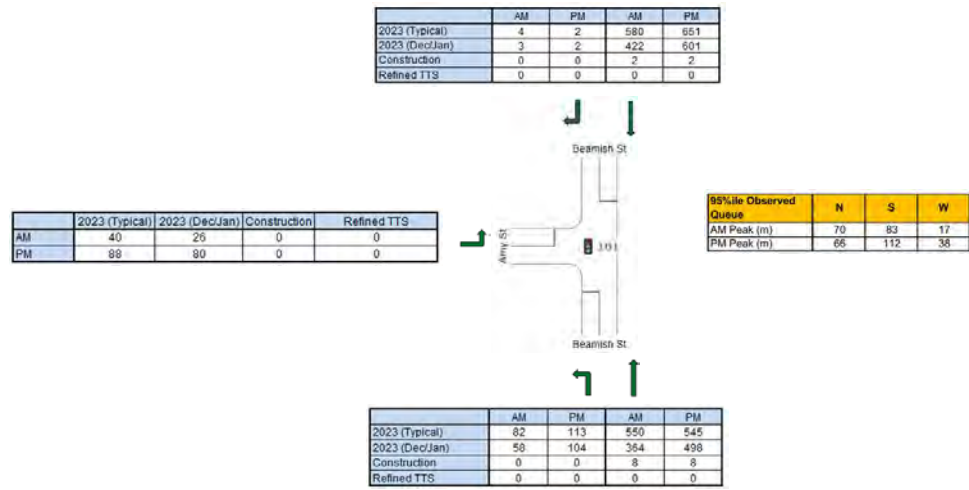 AM PM AM PM
2023 (Typical) 4 2 580 651
2023 (Dec/Jan) 3 2 422 601
Construction 0 0 2 2
Refined TTS 0 0 0 0
Beamish St
2023 (Typical) 2023 (Dec/Jan) Construction Refined TTS
AM 40 26 0 0
PM 88 80 0 0
Amy St
95%ile Observed Queue N S W
AM Peak (m) 70 83 17
PM Peak (m) 66 112 38
Beamish St
AM PM AM PM
2023 (Typical) 82 113 550 545
2023 (Dec/Jan) 58 104 364 498
Construction 0 0 8 8
Refined TTS 0 0 0 0